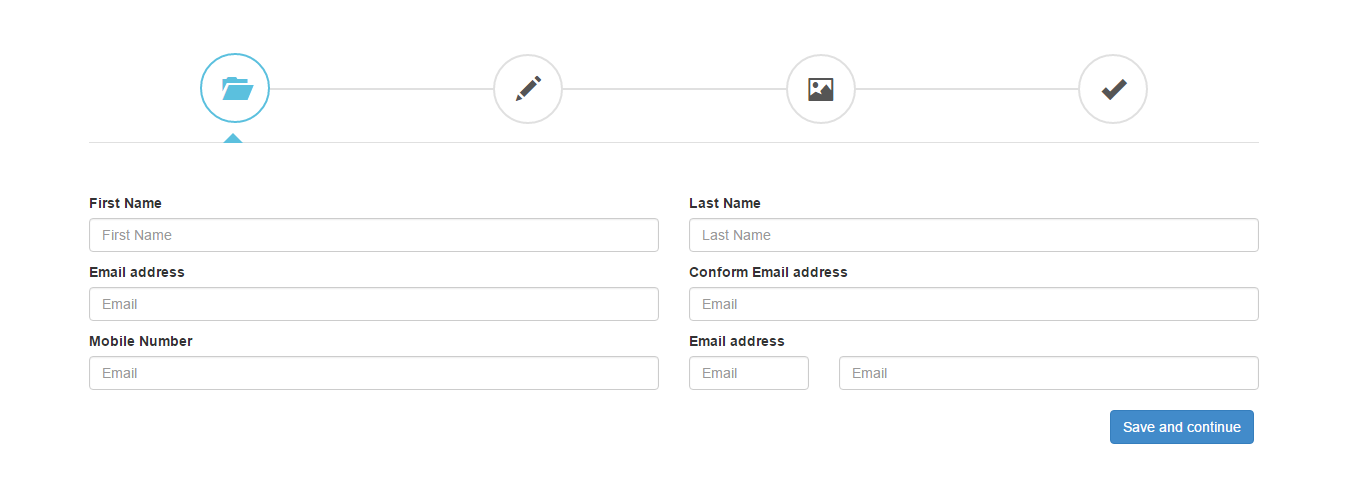 First Name Last Name
First Name Last Name
Email address Conform Email address
Email Email
Mobile Number Email address
Email Email Email
Save and continue